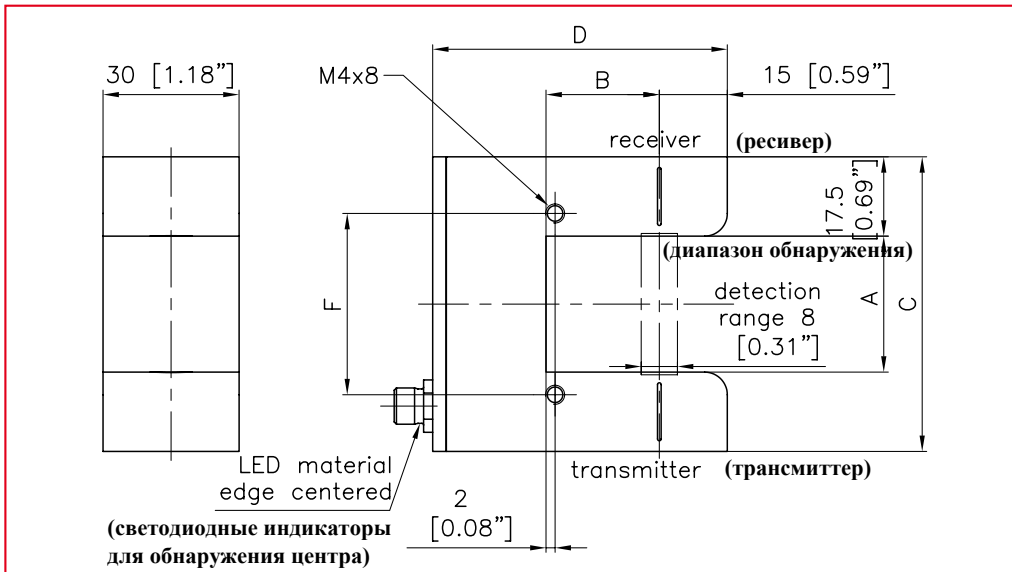 D
30 [1.18”]
M4x8
B
15 [0.59”]
receiver
(ресивер)
17.5
[0.69”]
(диапазон обнаружения)
F
detection
range 8
[0.31”]
A
C
LED material
edge centered
transmitter
(трансмиттер)
2
[0.08”]
(светодиодные индикаторы
для обнаружения центра)